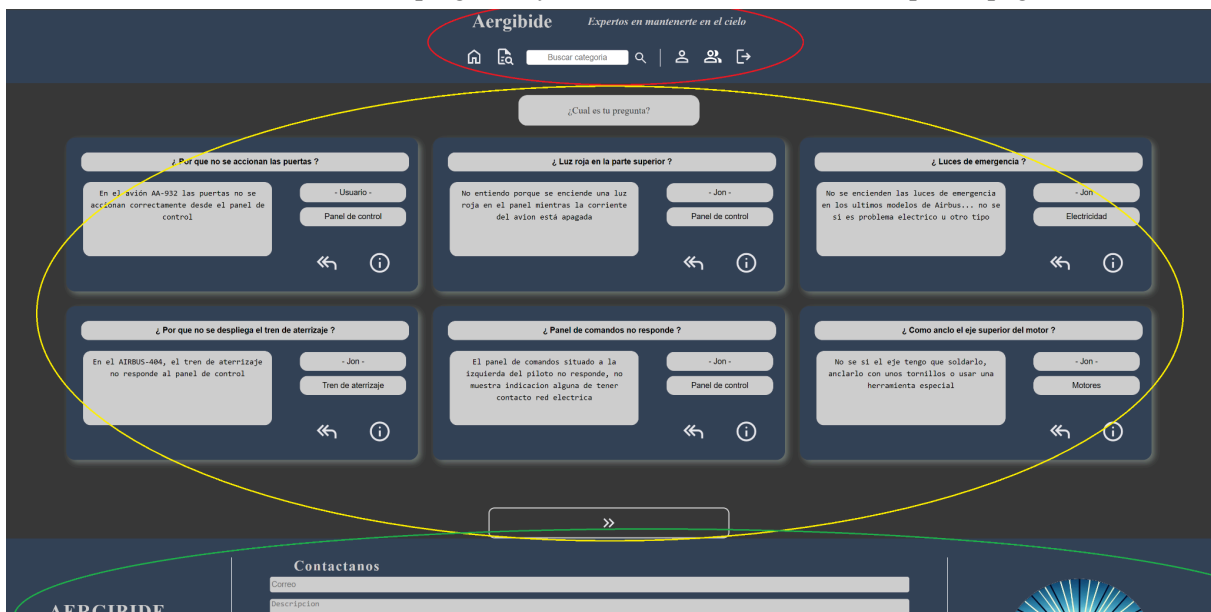 Aergibide
Expertos en mantenerte en el cielo
Buscar categoria
¿Cual es tu pregunta?
¿ Por que no se accionan las puertas ?
En el avión AA-932 las puertas no se
accionan correctamente desde el panel de
control
- Usuario -
Panel de control
¿ Luz roja en la parte superior ?
No entiendo porque se enciende una luz
roja en el panel mientras la corriente
del avion está apagada
- Jon -
Panel de control
¿ Luces de emergencia ?
No se encienden las luces de emergencia
en los ultimos modelos de Airbus... no se
si es problema electrico u otro tipo
- Jon -
Electricidad
¿ Por que no se despliega el tren de aterrizaje ?
En el AIRBUS-404, el tren de aterrizaje
no responde al panel de control
- Jon -
Tren de aterrizaje
¿ Panel de comandos no responde ?
El panel de comandos situado a la
izquierda del piloto no responde, no
muestra indicacion alguna de tener
contacto red electrica
- Jon -
Panel de control
¿ Como anclo el eje superior del motor ?
No se si el eje tengo que soldarlo,
anclarlo con unos tornillos o usar una
herramienta especial
- Jon -
Motores
Contactanos
Correo
Descripcion
AERGIBIDE